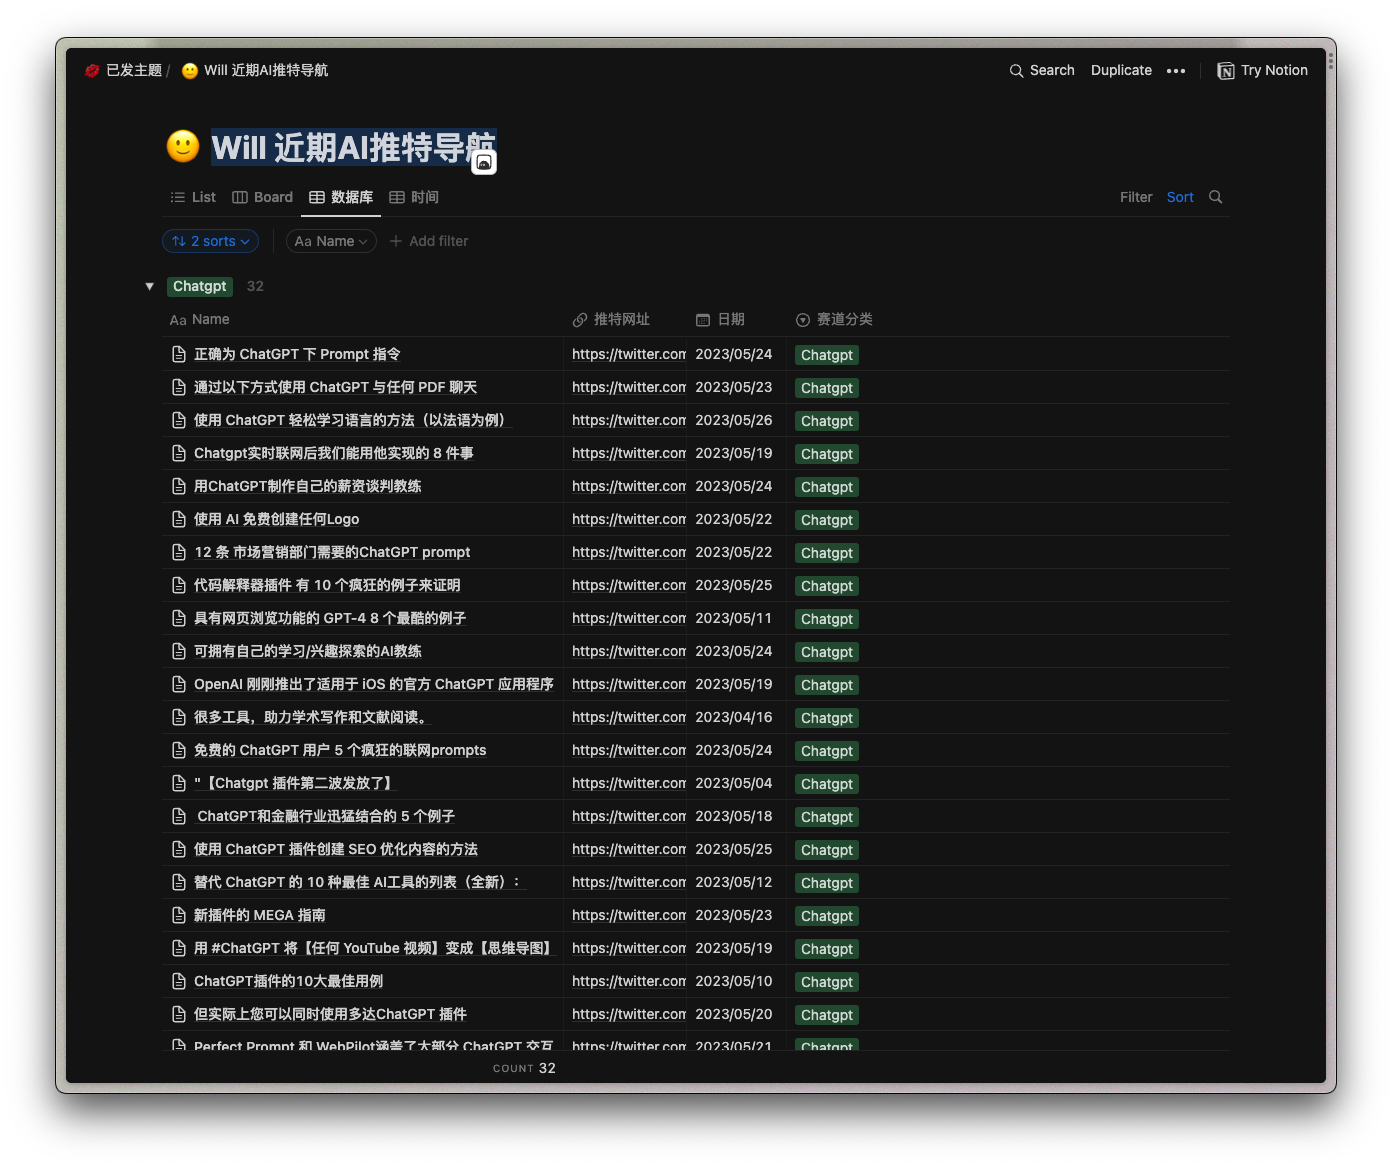 已发主题 / Will 近期AI推特导航 Search Duplicate Try Notion
Will 近期AI推特导航
List Board 数据库 时间 Filter Sort
2 sorts Aa Name Add filter
Chatgpt 32
Aa Name 推特网址 日期 赛道分类
正确为 ChatGPT 下 Prompt 指令 https://twitter.com 2023/05/24 Chatgpt
通过以下方式使用 ChatGPT 与任何 PDF 聊天 https://twitter.com 2023/05/23 Chatgpt
使用 ChatGPT 轻松学习语言的方法（以法语为例） https://twitter.com 2023/05/26 Chatgpt
Chatgpt实时联网后我们能用他实现的 8 件事 https://twitter.com 2023/05/19 Chatgpt
用ChatGPT制作自己的薪资谈判教练 https://twitter.com 2023/05/24 Chatgpt
使用 AI 免费创建任何Logo https://twitter.com 2023/05/22 Chatgpt
12 条 市场营销部门需要的ChatGPT prompt https://twitter.com 2023/05/22 Chatgpt
代码解释器插件 有 10 个疯狂的例子来证明 https://twitter.com 2023/05/25 Chatgpt
具有网页浏览功能的 GPT-4 8 个最酷的例子 https://twitter.com 2023/05/11 Chatgpt
可拥有自己的学习/兴趣探索的AI教练 https://twitter.com 2023/05/24 Chatgpt
OpenAI 刚刚推出了适用于 iOS 的官方 ChatGPT 应用程序 https://twitter.com 2023/05/19 Chatgpt
很多工具，助力学术写作和文献阅读。 https://twitter.com 2023/04/16 Chatgpt
免费的 ChatGPT 用户 5 个疯狂的联网prompts https://twitter.com 2023/05/24 Chatgpt
"【Chatgpt 插件第二波发放了】 https://twitter.com 2023/05/04 Chatgpt
ChatGPT和金融行业迅猛结合的 5 个例子 https://twitter.com 2023/05/18 Chatgpt
使用 ChatGPT 插件创建 SEO 优化内容的方法 https://twitter.com 2023/05/25 Chatgpt
替代 ChatGPT 的 10 种最佳 AI工具的列表（全新）： https://twitter.com 2023/05/12 Chatgpt
新插件的 MEGA 指南 https://twitter.com 2023/05/23 Chatgpt
用 #ChatGPT 将【任何 YouTube 视频】变成【思维导图】 https://twitter.com 2023/05/19 Chatgpt
ChatGPT插件的10大最佳用例 https://twitter.com 2023/05/10 Chatgpt
但实际上您可以同时使用多达ChatGPT 插件 https://twitter.com 2023/05/20 Chatgpt
Perfect Prompt 和 WebPilot涵盖了大部分 ChatGPT 交互 https://twitter.com 2023/05/21 Chatgpt
COUNT 32